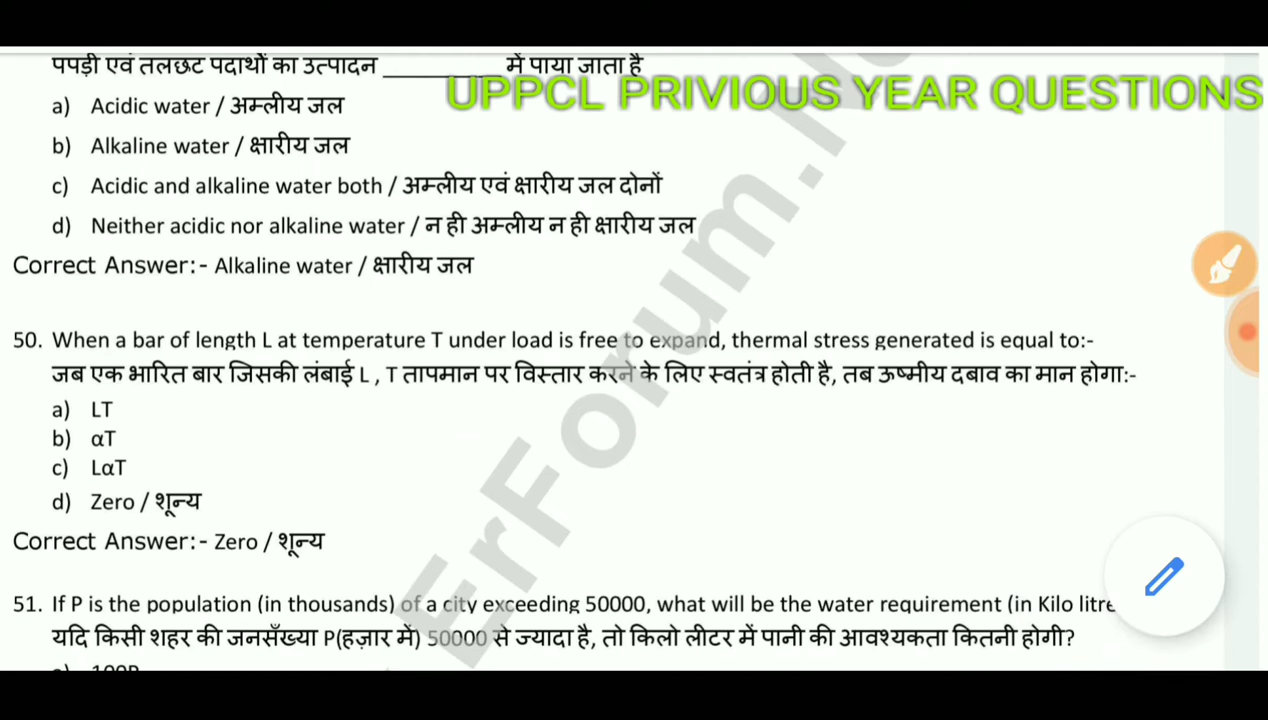 पपड़ी एवं तलछट पदार्थों का उत्पादन __________ में पाया जाता है
UPPCL PRIVIOUS YEAR QUESTIONS
a) Acidic water / अम्लीय जल
b) Alkaline water / क्षारीय जल
c) Acidic and alkaline water both / अम्लीय एवं क्षारीय जल दोनों
d) Neither acidic nor alkaline water / न ही अम्लीय न ही क्षारीय जल
Correct Answer:- Alkaline water / क्षारीय जल
50. When a bar of length L at temperature T under load is free to expand, thermal stress generated is equal to:-
जब एक भारित बार जिसकी लंबाई L , T तापमान पर विस्तार करने के लिए स्वतंत्र होती है, तब ऊष्मीय दबाव का मान होगा:-
a) LT
b) αT
c) LαT
d) Zero / शून्य
Correct Answer:- Zero / शून्य
51. If P is the population (in thousands) of a city exceeding 50000, what will be the water requirement (in Kilo litre
यदि किसी शहर की जनसँख्या P(हज़ार में) 50000 से ज्यादा है, तो किलो लीटर में पानी की आवश्यकता कितनी होगी?
ErForum.